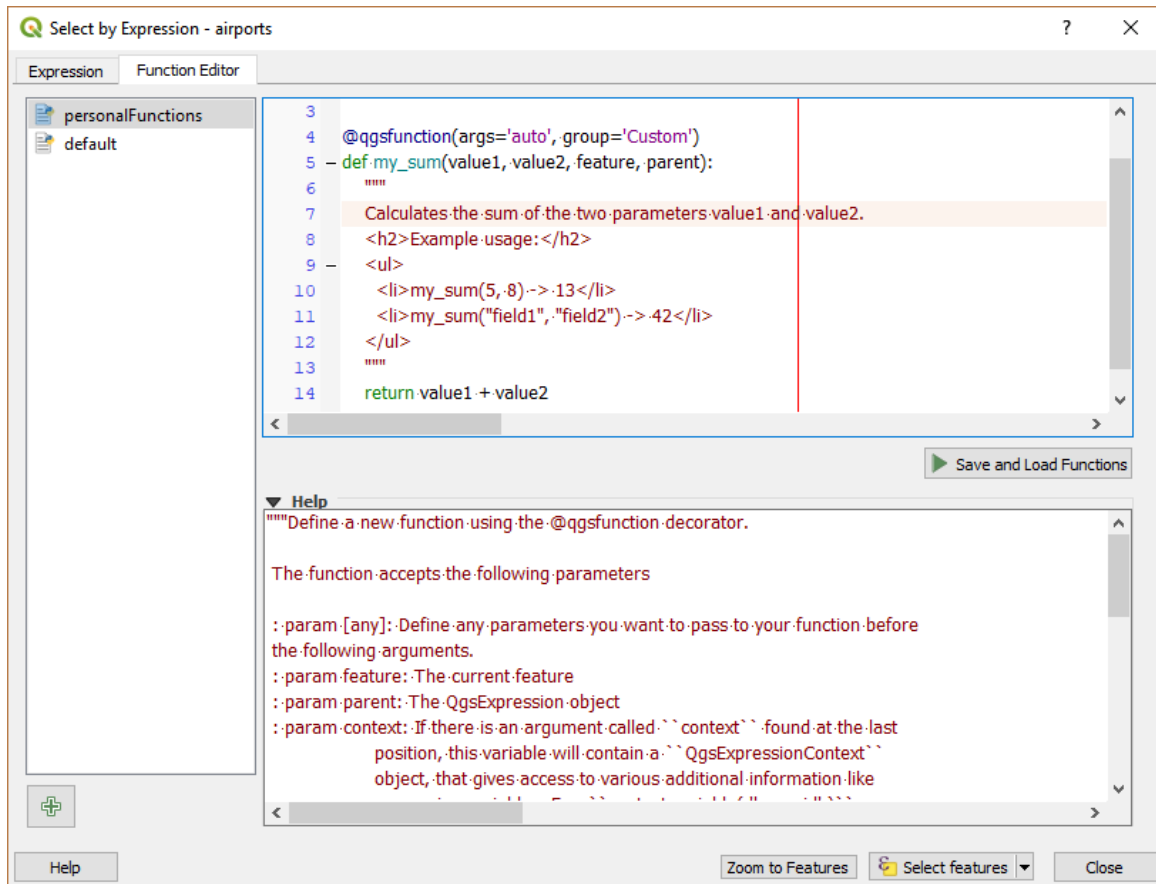 Select by Expression - airports
?
Expression
Function Editor
personalFunctions
default
3
4 @qgsfunction(args='auto', group='Custom')
5 def my_sum(value1, value2, feature, parent):
6 """
7 Calculates the sum of the two parameters value1 and value2.
8 <h2>Example usage:</h2>
9 <ul>
10 <li>my_sum(5, 8) -> 13</li>
11 <li>my_sum("field1", "field2") -> 42</li>
12 </ul>
13 """
14 return value1 + value2
Save and Load Functions
Help
"""Define a new function using the @qgsfunction decorator.
The function accepts the following parameters
: param [any]: Define any parameters you want to pass to your function before
the following arguments.
: param feature: The current feature
: param parent: The QgsExpression object
: param context: If there is an argument called ``context`` found at the last
position, this variable will contain a ``QgsExpressionContext``
object, that gives access to various additional information like
Help
Zoom to Features
Select features
Close